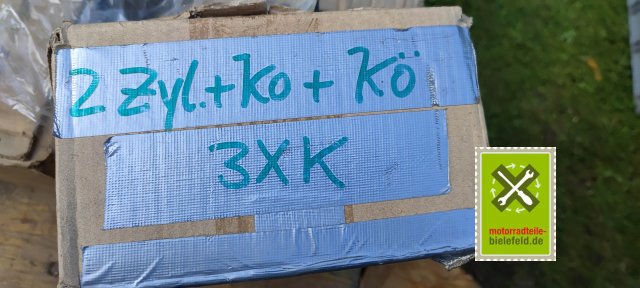 2 Zyl.+Ko + Kö
3XK
motorradteile-
bielefeld.de